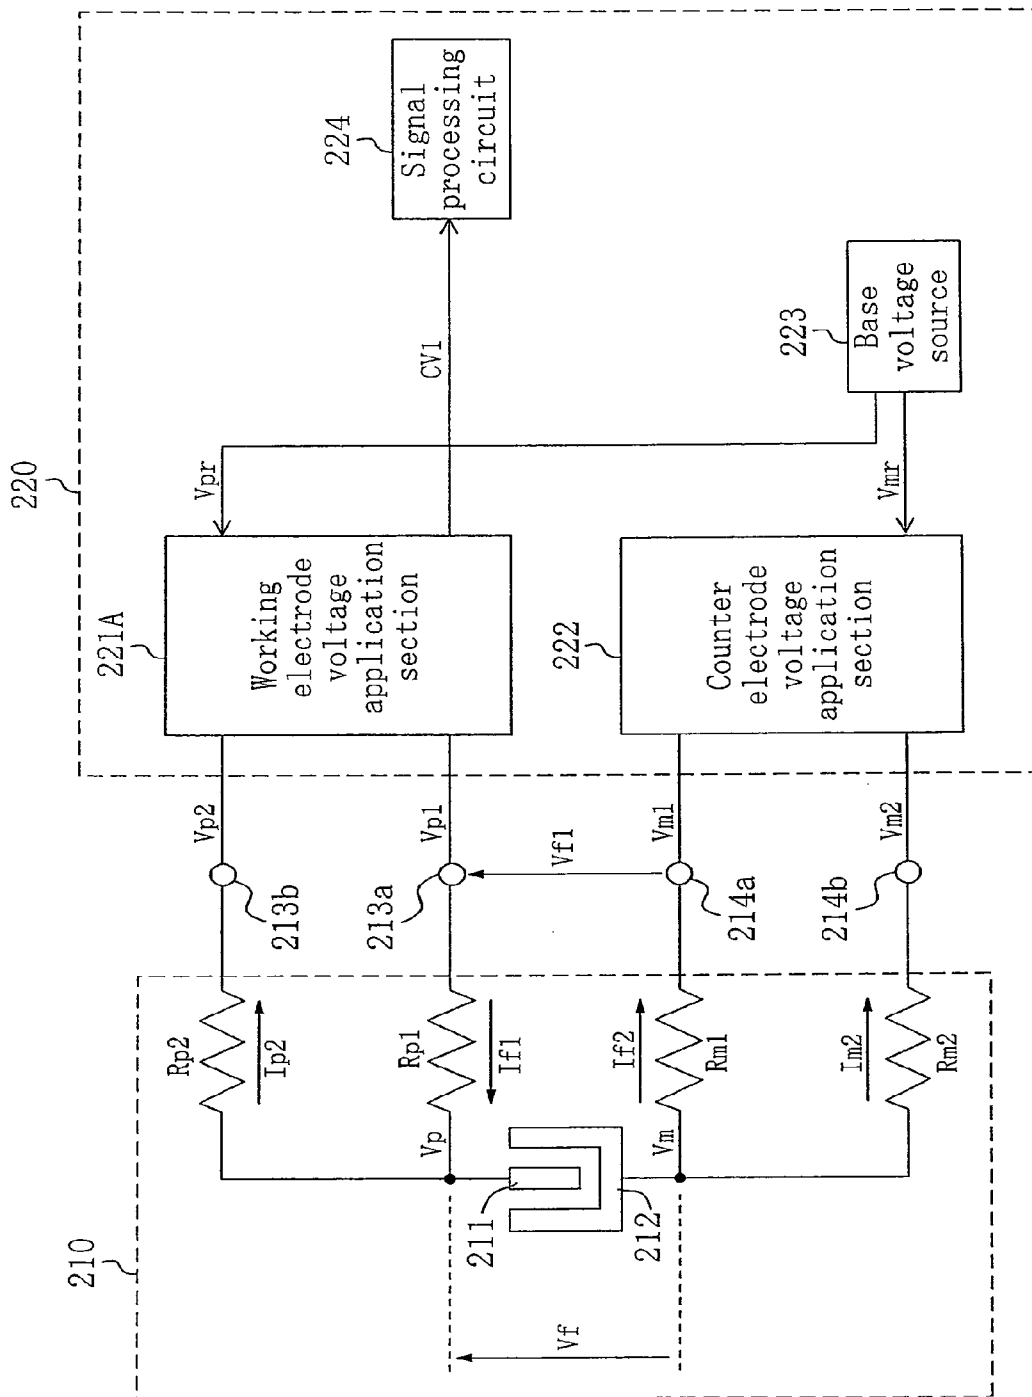 220
224
Signal
processing
circuit
CV1
223
Base
voltage
source
Vpr
Vmr
221A
Working
electrode
voltage
application
section
222
Counter
electrode
voltage
application
section
Vp2
Vp1
Vm1
Vm2
213b
213a
Vf1
214a
214b
210
Rp2
Ip2
Rp1
If1
If2
Rm1
Im2
Rm2
Vp
Vm
211
212
Vf